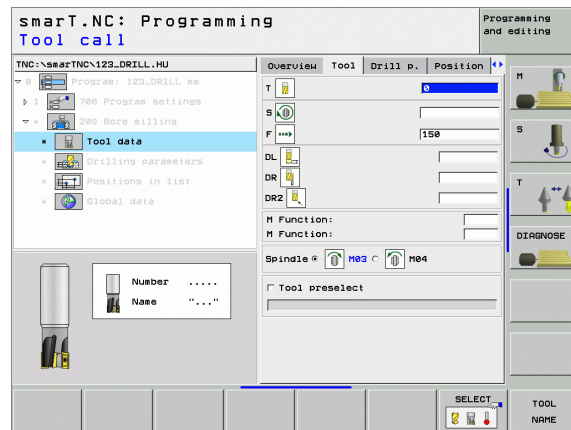 smarT.NC: Programming
Tool call
Programming
and editing
TNC:\smarTNC\123_DRILL.HU
0 Program: 123_DRILL mm
1 700 Program settings
* 208 Bore milling
* Tool data
* Drilling parameters
* Positions in list
* Global data
Overview Tool Drill p. Position
T 0
S
F 150
DL
DR
DR2
M Function:
M Function:
Spindle M03 M04
Tool preselect
Number .....
Name "..."
M
S
T
DIAGNOSE
SELECT
TOOL
NAME